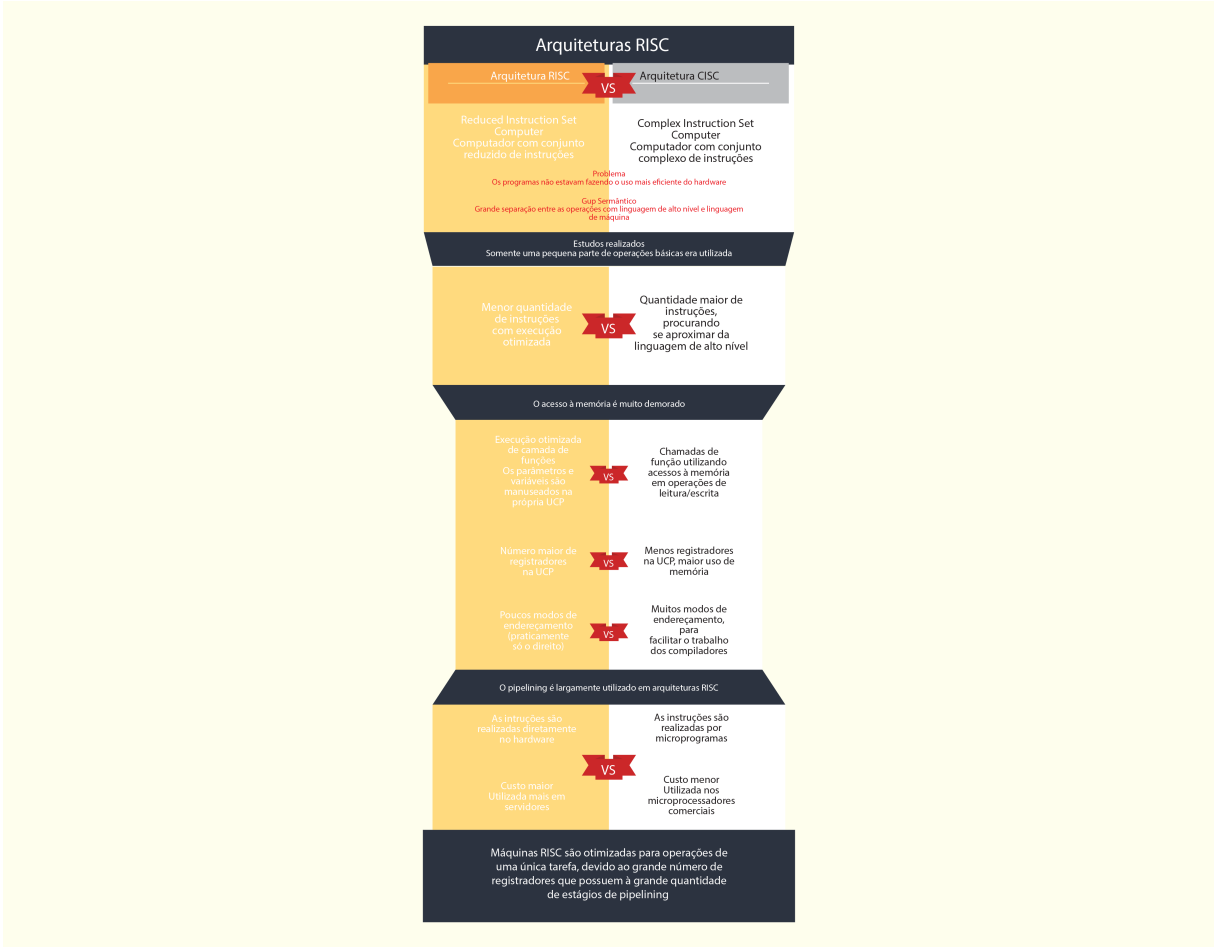 Arquiteturas RISC
Arquitetura RISC
VS
Arquitetura CISC
Reduced Instruction Set
Computer
Computador com conjunto
reduzido de instruções
Complex Instruction Set
Computer
Computador com conjunto
complexo de instruções
Problema
Os programas não estavam fazendo o uso mais eficiente do hardware
Gup Semântico
Grande separação entre as operações com linguagem de alto nível e linguagem
de máquina
Estudos realizados
Somente uma pequena parte de operações básicas era utilizada
Menor quantidade
de instruções
com execução
otimizada
VS
Quantidade maior de
instruções,
procurando
se aproximar da
linguagem de alto nível
O acesso à memória é muito demorado
Execução otimizada
de camada de
funções
Os parâmetros e
variáveis são
manuseados na
própria UCP
VS
Chamadas de
função utilizando
acessos à memória
em operações de
leitura/escrita
Número maior de
registradores
na UCP
VS
Menos registradores
na UCP, maior uso de
memória
Poucos modos de
endereçamento
(praticamente
só o direito)
VS
Muitos modos de
endereçamento,
para
facilitar o trabalho
dos compiladores
O pipelining é largamente utilizado em arquiteturas RISC
As intruções são
realizadas diretamente
no hardware
As instruções são
realizadas por
microprogramas
VS
Custo maior
Utilizada mais em
servidores
Custo menor
Utilizada nos
microprocessadores
comerciais
Máquinas RISC são otimizadas para operações de
uma única tarefa, devido ao grande número de
registradores que possuem à grande quantidade
de estágios de pipelining